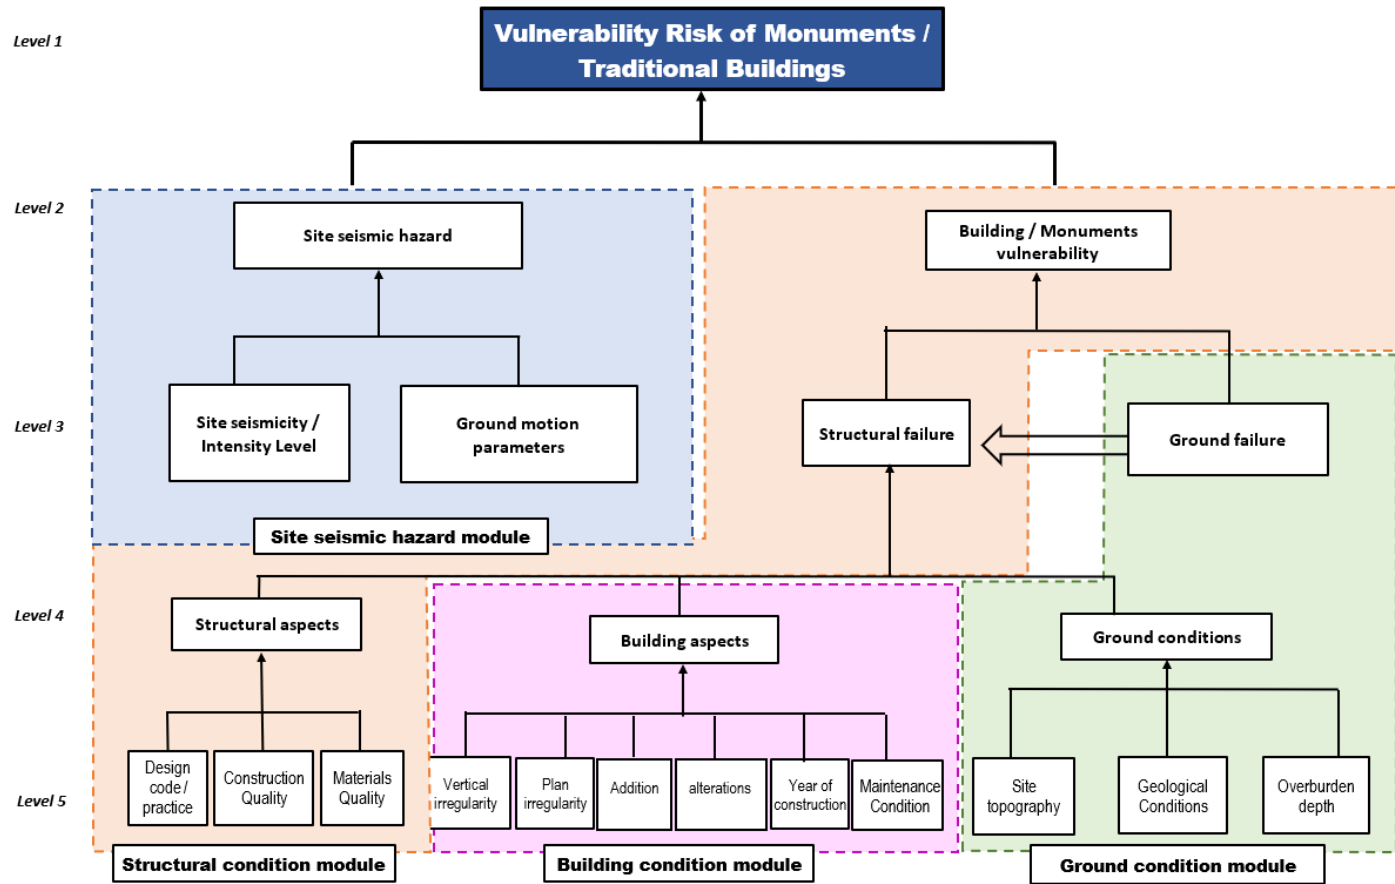 Level 1
Vulnerability Risk of Monuments /
Traditional Buildings
Level 2
Site seismic hazard
Building / Monuments
vulnerability
Level 3
Site seismicity /
Intensity Level
Ground motion
parameters
Structural failure
Ground failure
Site seismic hazard module
Level 4
Structural aspects
Building aspects
Ground conditions
Level 5
Design
code /
practice
Construction
Quality
Materials
Quality
Vertical
irregularity
Plan
irregularity
Addition
alterations
Year of
construction
Maintenance
Condition
Site
topography
Geological
Conditions
Overburden
depth
Structural condition module
Building condition module
Ground condition module